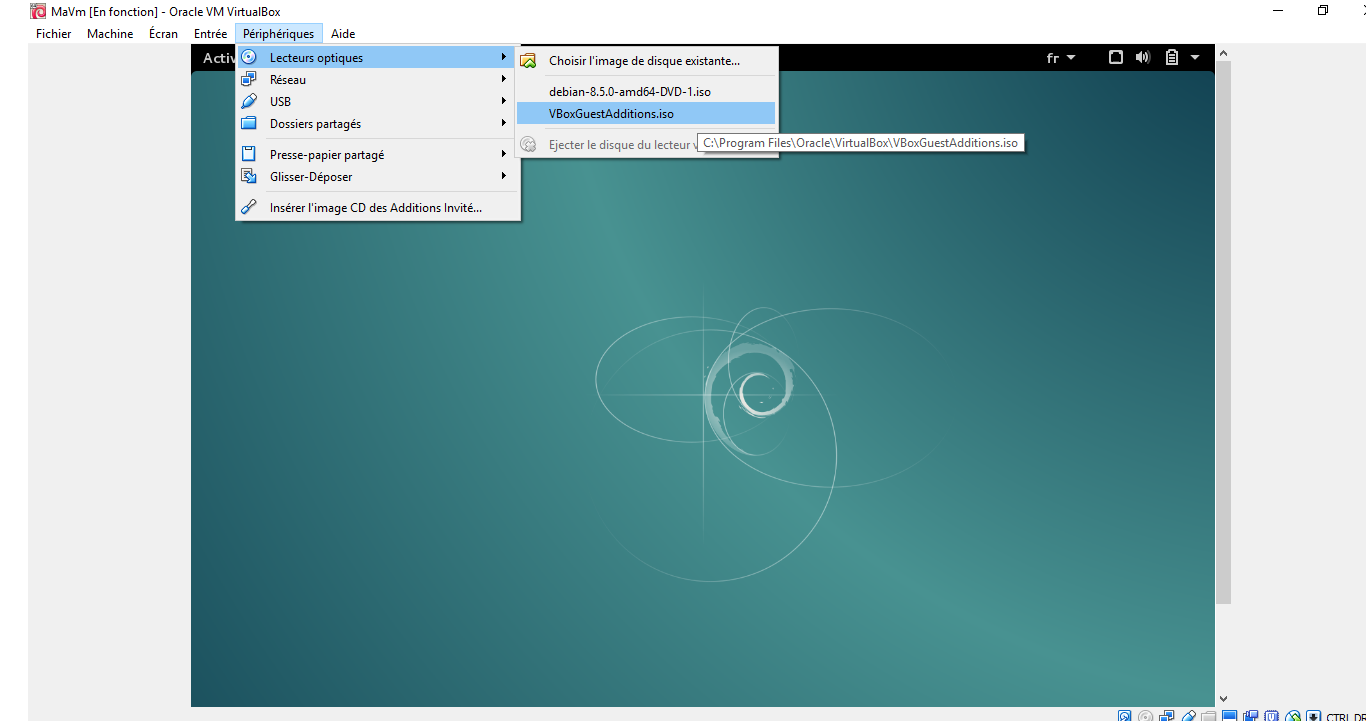 MaVm [En fonction] - Oracle VM VirtualBox
Fichier Machine Écran Entrée Périphériques Aide
Activ
fr
Lecteurs optiques
Réseau
USB
Dossiers partagés
Presse-papier partagé
Glisser-Déposer
Insérer l'image CD des Additions Invité...
Choisir l'image de disque existante...
debian-8.5.0-amd64-DVD-1.iso
VBoxGuestAdditions.iso
Ejecter le disque du lecteur v
C:\Program Files\Oracle\VirtualBox\VBoxGuestAdditions.iso
CTRL DR